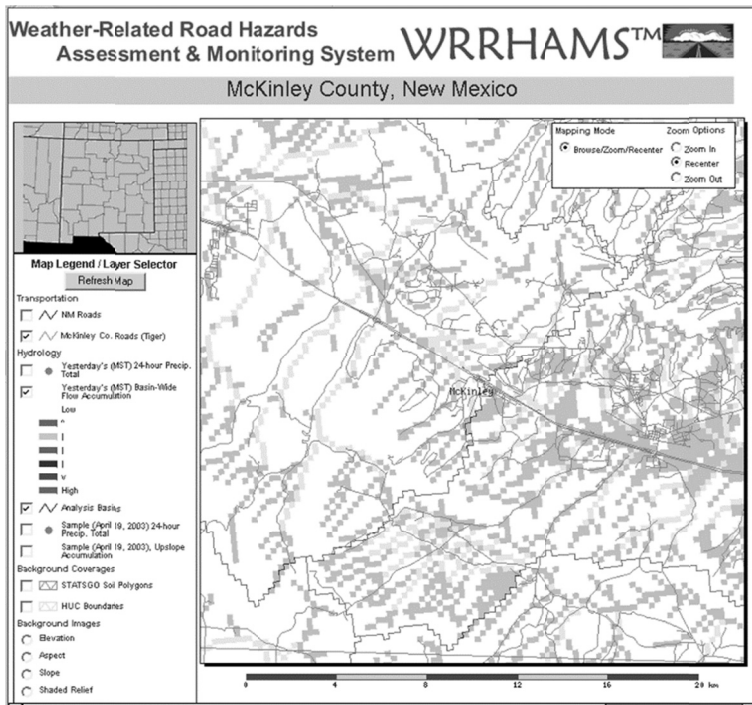 Weather-Related Road Hazards
Assessment & Monitoring System WRRHAMS™
McKinley County, New Mexico
Mapping Mode
Zoom Options
Browse/Zoom/Recenter
Zoom In
Recenter
Zoom Out
Map Legend / Layer Selector
Refresh Map
Transportation
NM Roads
McKinley Co. Roads (Tiger)
Hydrology
Yesterday's (MST) 24-hour Precip.
Total
Yesterday's (MST) Basin-Wide
Flow Accumulation
Low
^
|
|
|
v
High
Analysis Basins
Sample (April 19, 2003) 24-hour
Precip. Total
Sample (April 19, 2003), Upslope
Accumulation
Background Coverages
STATSGO Soi Polygons
HUC Boundares
Background Images
Elevation
Aspect
Slope
Shaded Relief
McKinley
0 4 8 12 16 20 km